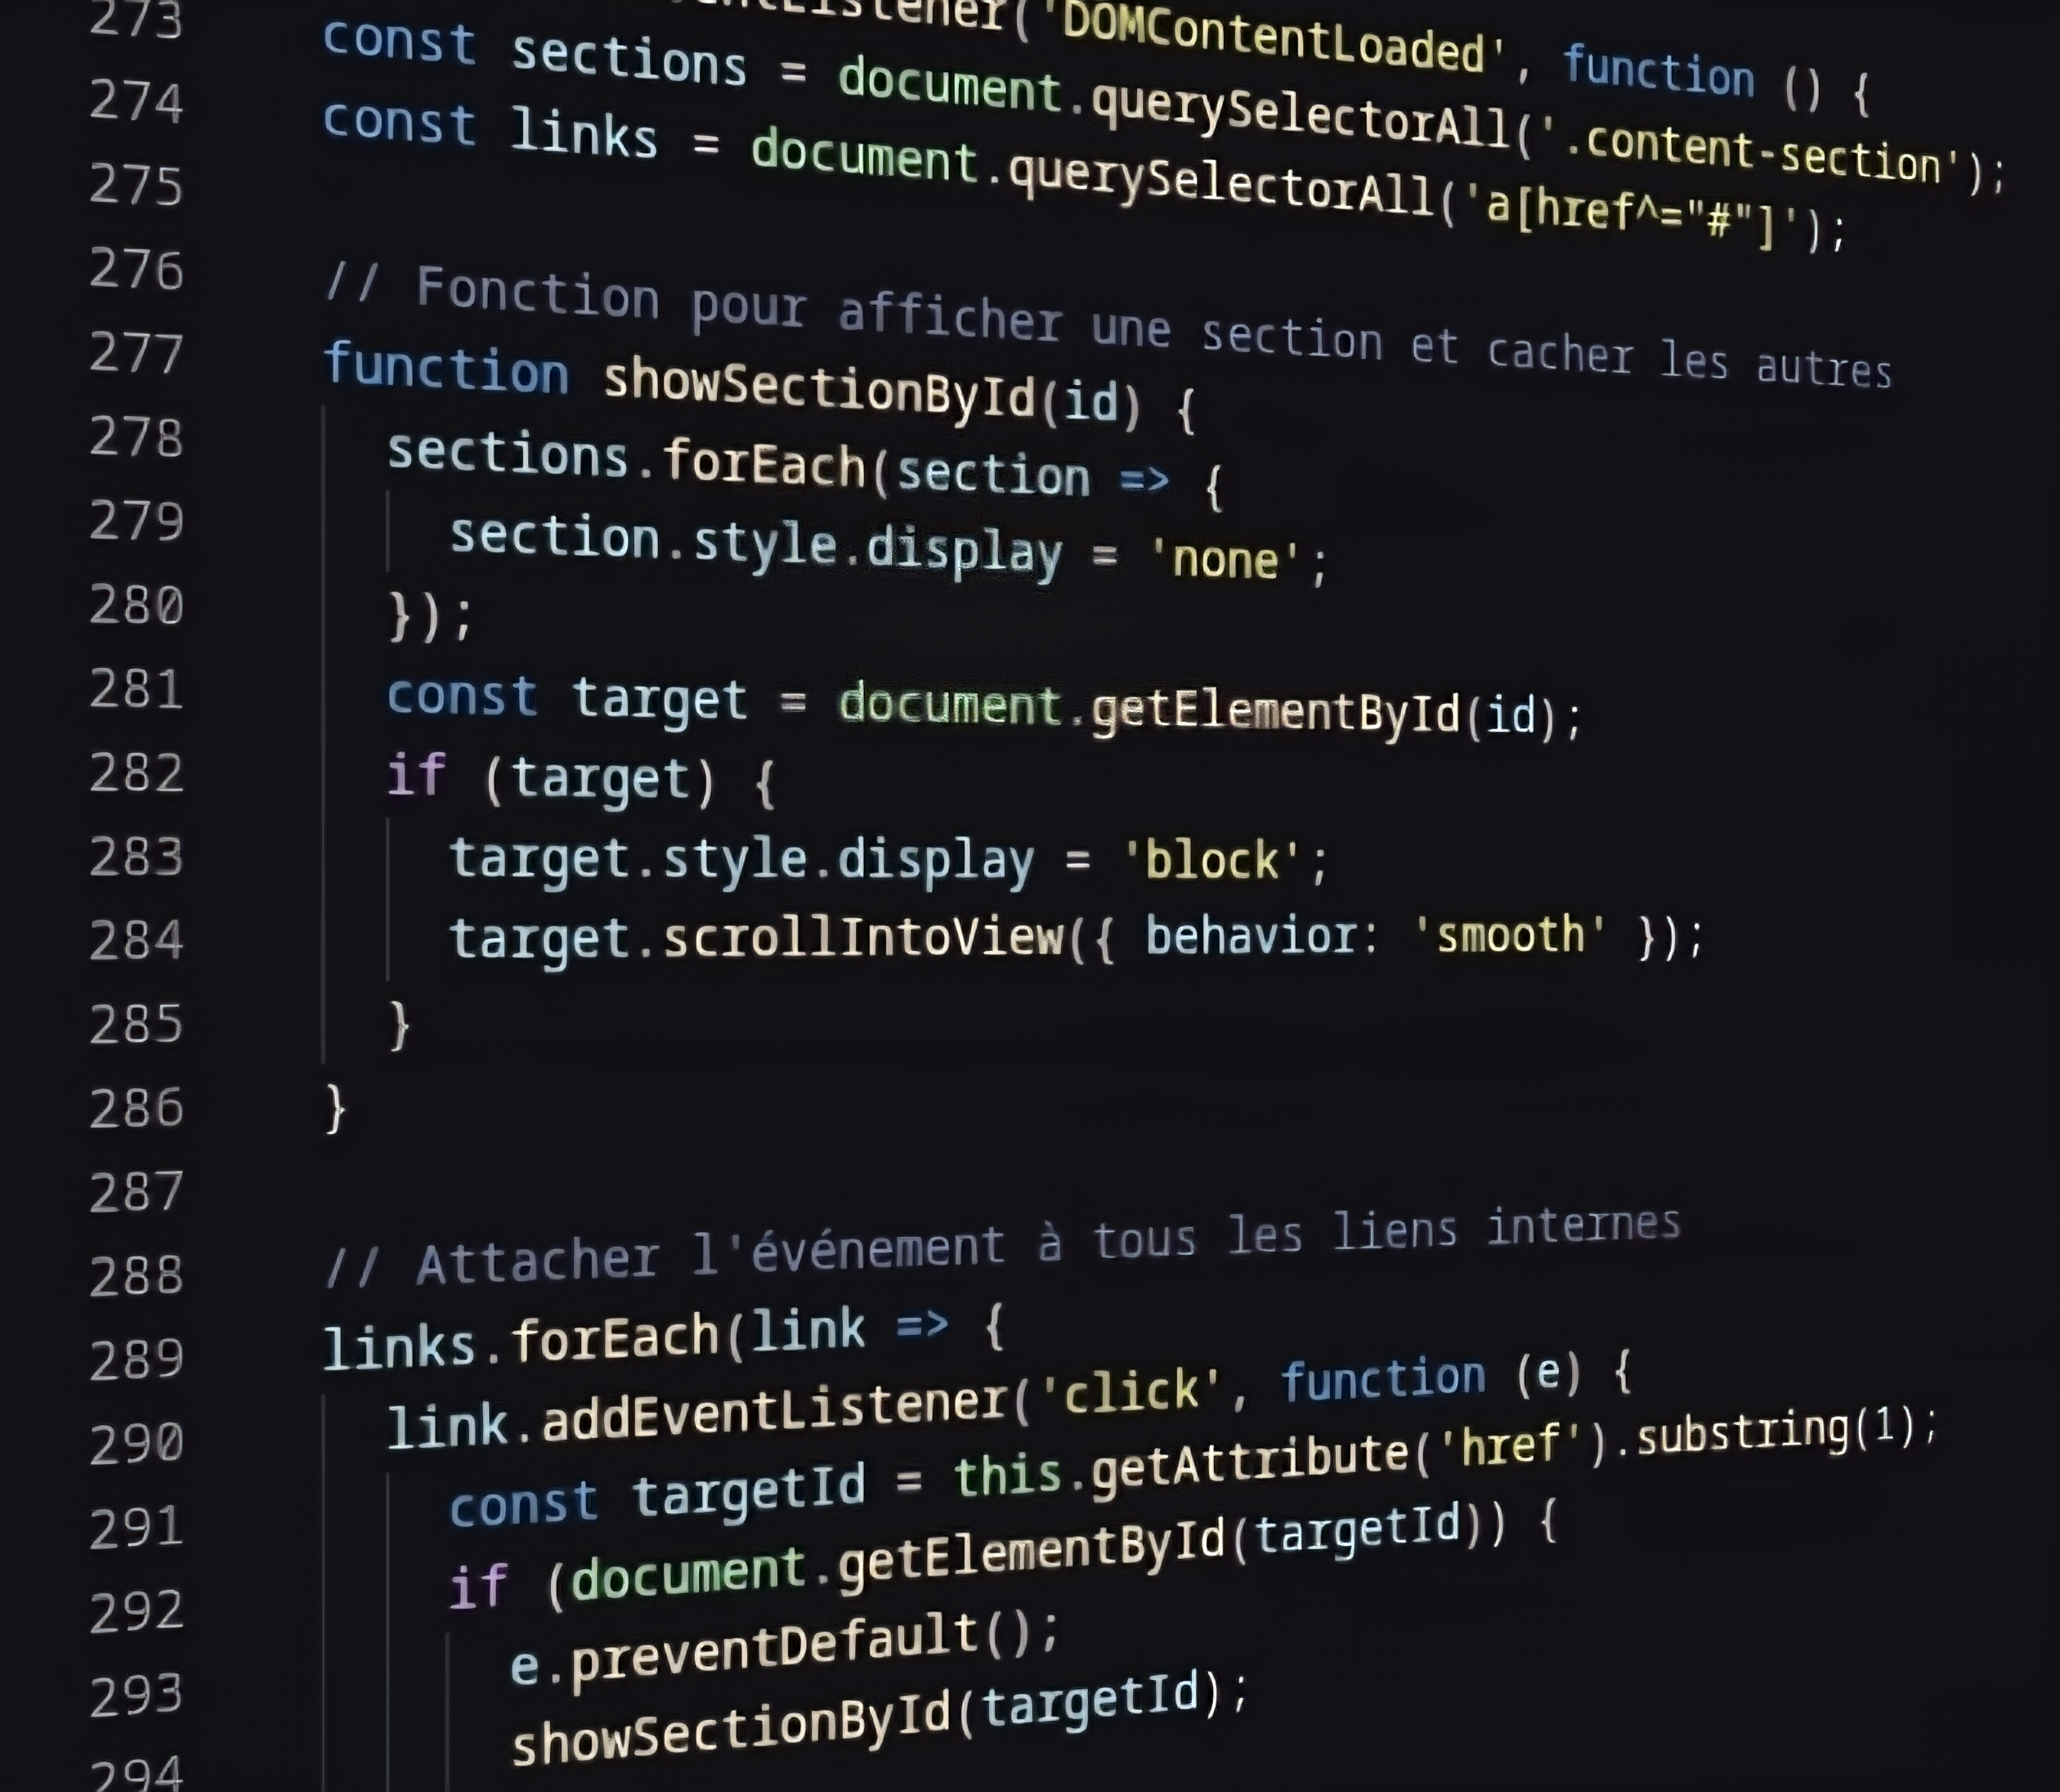 Listener('DOMContentLoaded', function () {
273 const sections = document.querySelectorAll('.content-section');
274 const links = document.querySelectorAll('a[href^="#"]');
275
276 // Fonction pour afficher une section et cacher les autres
277 function showSectionById(id) {
278 sections.forEach(section => {
279 section.style.display = 'none';
280 });
281 const target = document.getElementById(id);
282 if (target) {
283 target.style.display = 'block';
284 target.scrollIntoView({ behavior: 'smooth' });
285 }
286 }
287
288 // Attacher l'événement à tous les liens internes
289 links.forEach(link => {
290 link.addEventListener('click', function (e) {
291 const targetId = this.getAttribute('href').substring(1);
292 if (document.getElementById(targetId)) {
293 e.preventDefault();
294 showSectionById(targetId);